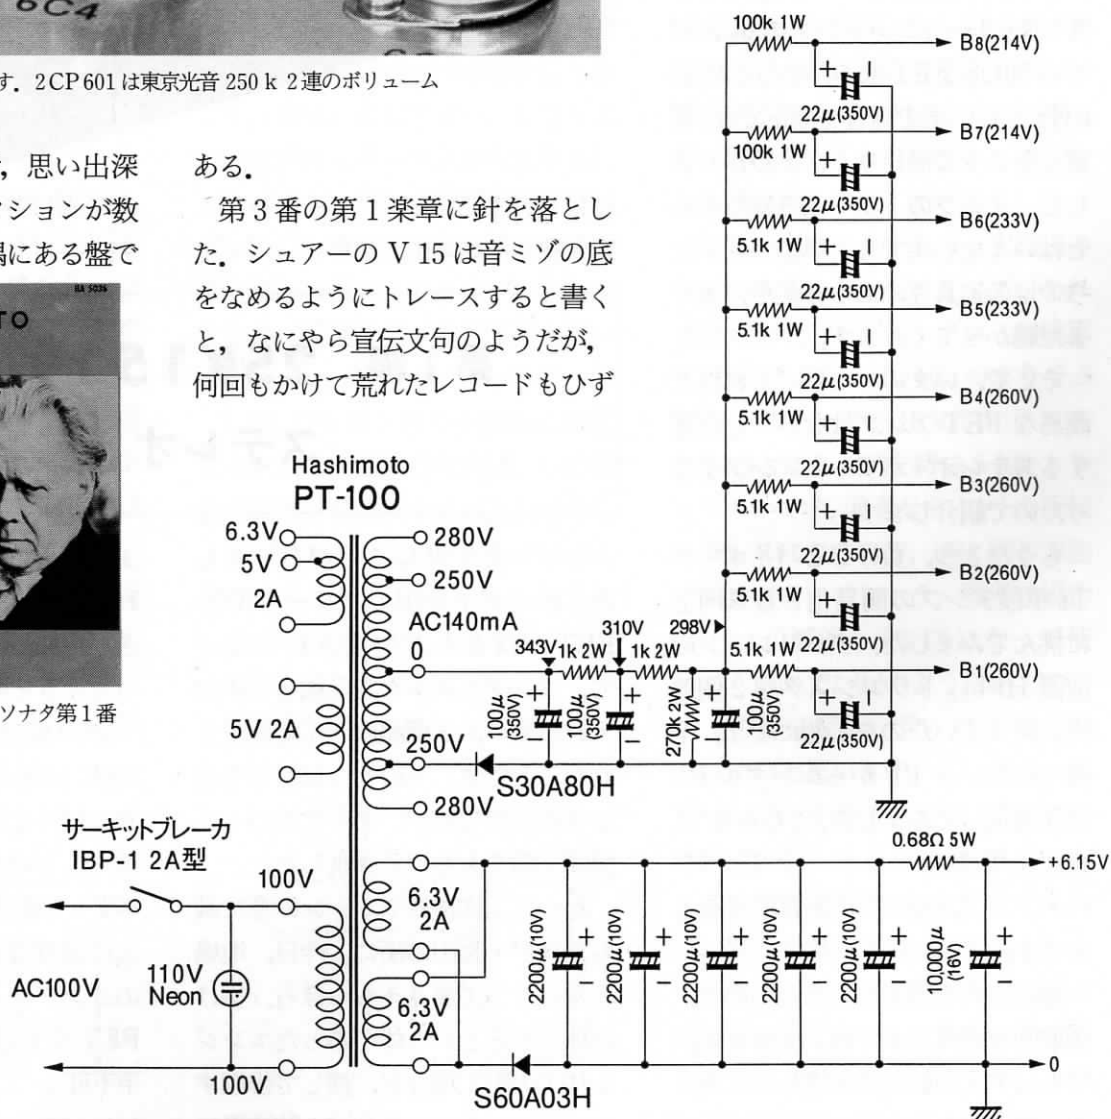 6C4
す．2CP 601 は東京光音 250 k 2連のボリューム
，思い出深
クションが数
にある盤で
RA 5036
TO
ソナタ第1番
ある．
第3番の第1楽章に針を落とし
た．シュアーの V 15 は音ミゾの底
をなめるようにトレースすると書く
と，なにやら宣伝文句のようだが，
何回もかけて荒れたレコードもひず
100k 1W
B8(214V)
+ −
22μ(350V)
B7(214V)
100k 1W
+ −
22μ(350V)
B6(233V)
5.1k 1W
+ −
22μ(350V)
B5(233V)
5.1k 1W
+ −
22μ(350V)
B4(260V)
5.1k 1W
+ −
22μ(350V)
B3(260V)
5.1k 1W
+ −
22μ(350V)
B2(260V)
5.1k 1W
+ −
22μ(350V)
B1(260V)
5.1k 1W
+ −
22μ(350V)
Hashimoto
PT-100
6.3V
5V
2A
5V 2A
280V
250V
AC140mA
0
250V
280V
343V
1k 2W
310V
1k 2W
298V
100μ
(350V)
+
−
100μ
(350V)
+
−
270k 2W
+
−
100μ
(350V)
S30A80H
サーキットブレーカ
IBP-1 2A型
100V
AC100V
110V
Neon
100V
6.3V
2A
6.3V
2A
S60A03H
2200μ(10V)
+
−
2200μ(10V)
+
−
2200μ(10V)
+
−
2200μ(10V)
+
−
2200μ(10V)
+
−
0.68Ω 5W
10,000μ
(16V)
+
−
+6.15V
0